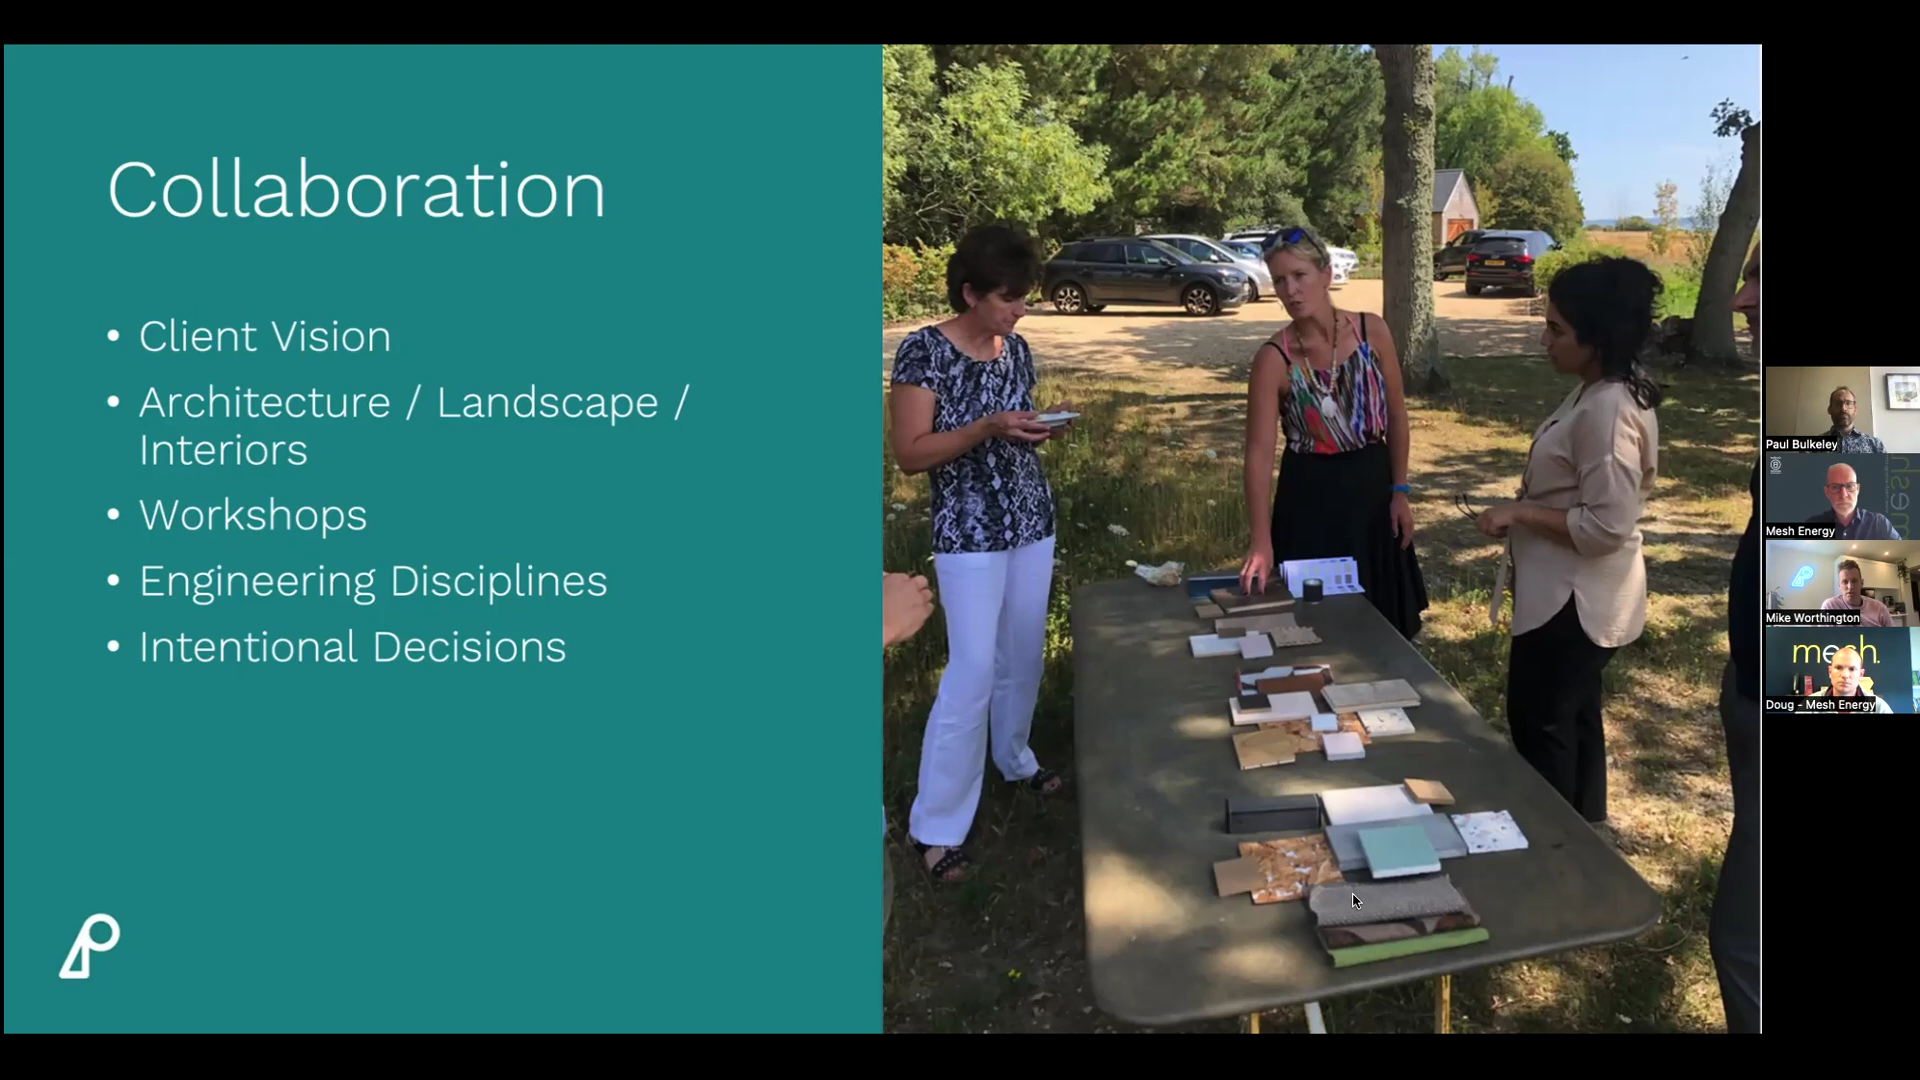 Collaboration
• Client Vision
• Architecture / Landscape /
Interiors
• Workshops
• Engineering Disciplines
• Intentional Decisions
Paul Bulkeley
mesh
Mesh Energy
Mike Worthington
mesh.
Doug - Mesh Energy